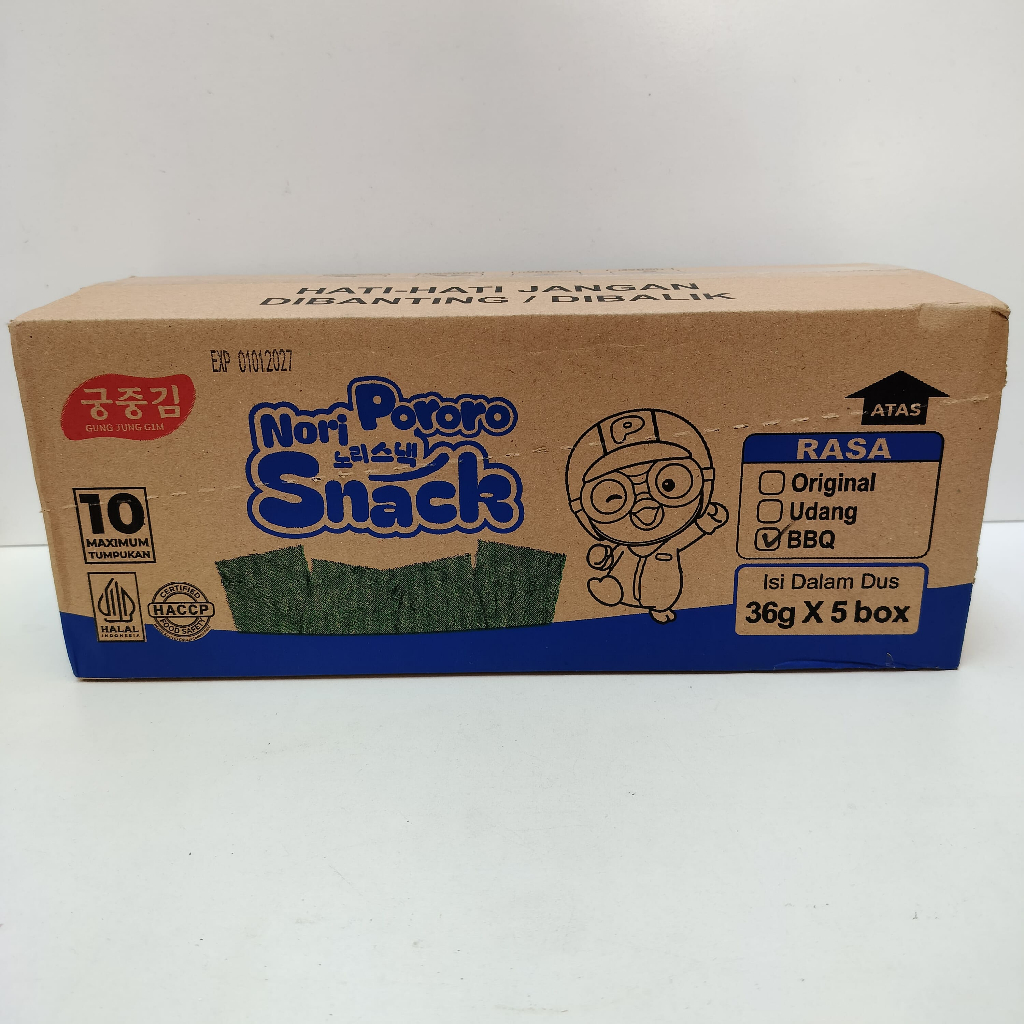 HATI-HATI JANGAN
DIBANTING / DIBALIK
EXP 01012027
궁중김
GUNG JUNG GIM
Nori Pororo
노리스낵
Snack
10
MAXIMUM
TUMPUKAN
HALAL
INDONESIA
CERTIFIED
HACCP
FOOD SAFETY
P
ATAS
RASA
Original
Udang
BBQ
Isi Dalam Dus
36g X 5 box